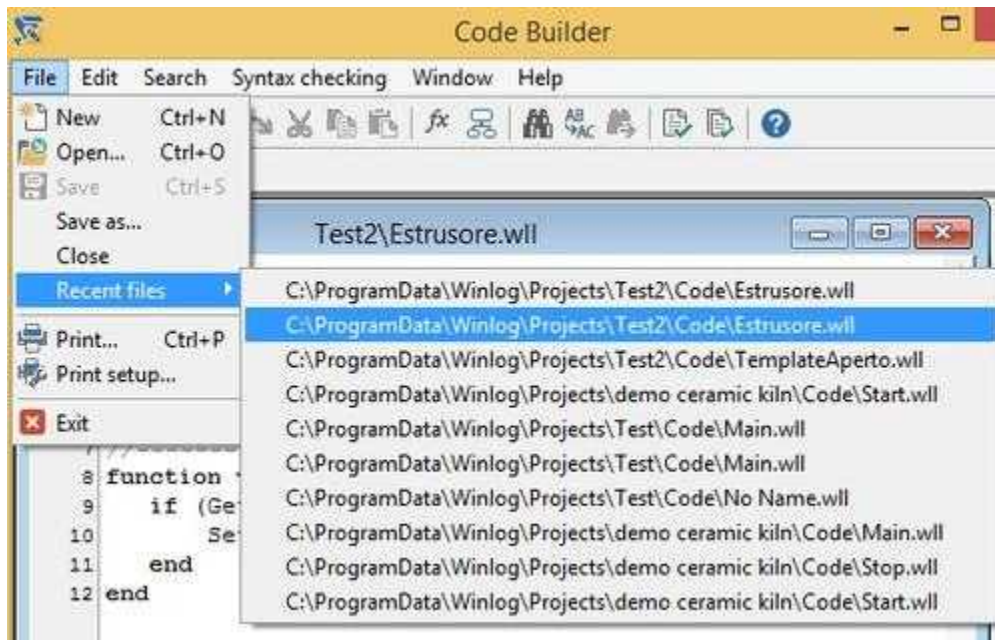 Code Builder
File Edit Search Syntax checking Window Help
New Ctrl+N
Open... Ctrl+O
Save Ctrl+S
Save as...
Close
Recent files
Print... Ctrl+P
Print setup...
Exit
Test2\Estrusore.wll
C:\ProgramData\Winlog\Projects\Test2\Code\Estrusore.wll
C:\ProgramData\Winlog\Projects\Test2\Code\Estrusore.wll
C:\ProgramData\Winlog\Projects\Test2\Code\TemplateAperto.wll
C:\ProgramData\Winlog\Projects\demo ceramic kiln\Code\Start.wll
C:\ProgramData\Winlog\Projects\Test\Code\Main.wll
C:\ProgramData\Winlog\Projects\Test\Code\Main.wll
C:\ProgramData\Winlog\Projects\Test\Code\No Name.wll
C:\ProgramData\Winlog\Projects\demo ceramic kiln\Code\Main.wll
C:\ProgramData\Winlog\Projects\demo ceramic kiln\Code\Stop.wll
C:\ProgramData\Winlog\Projects\demo ceramic kiln\Code\Start.wll
8 function
9 if (Ge
10 Se
11 end
12 end